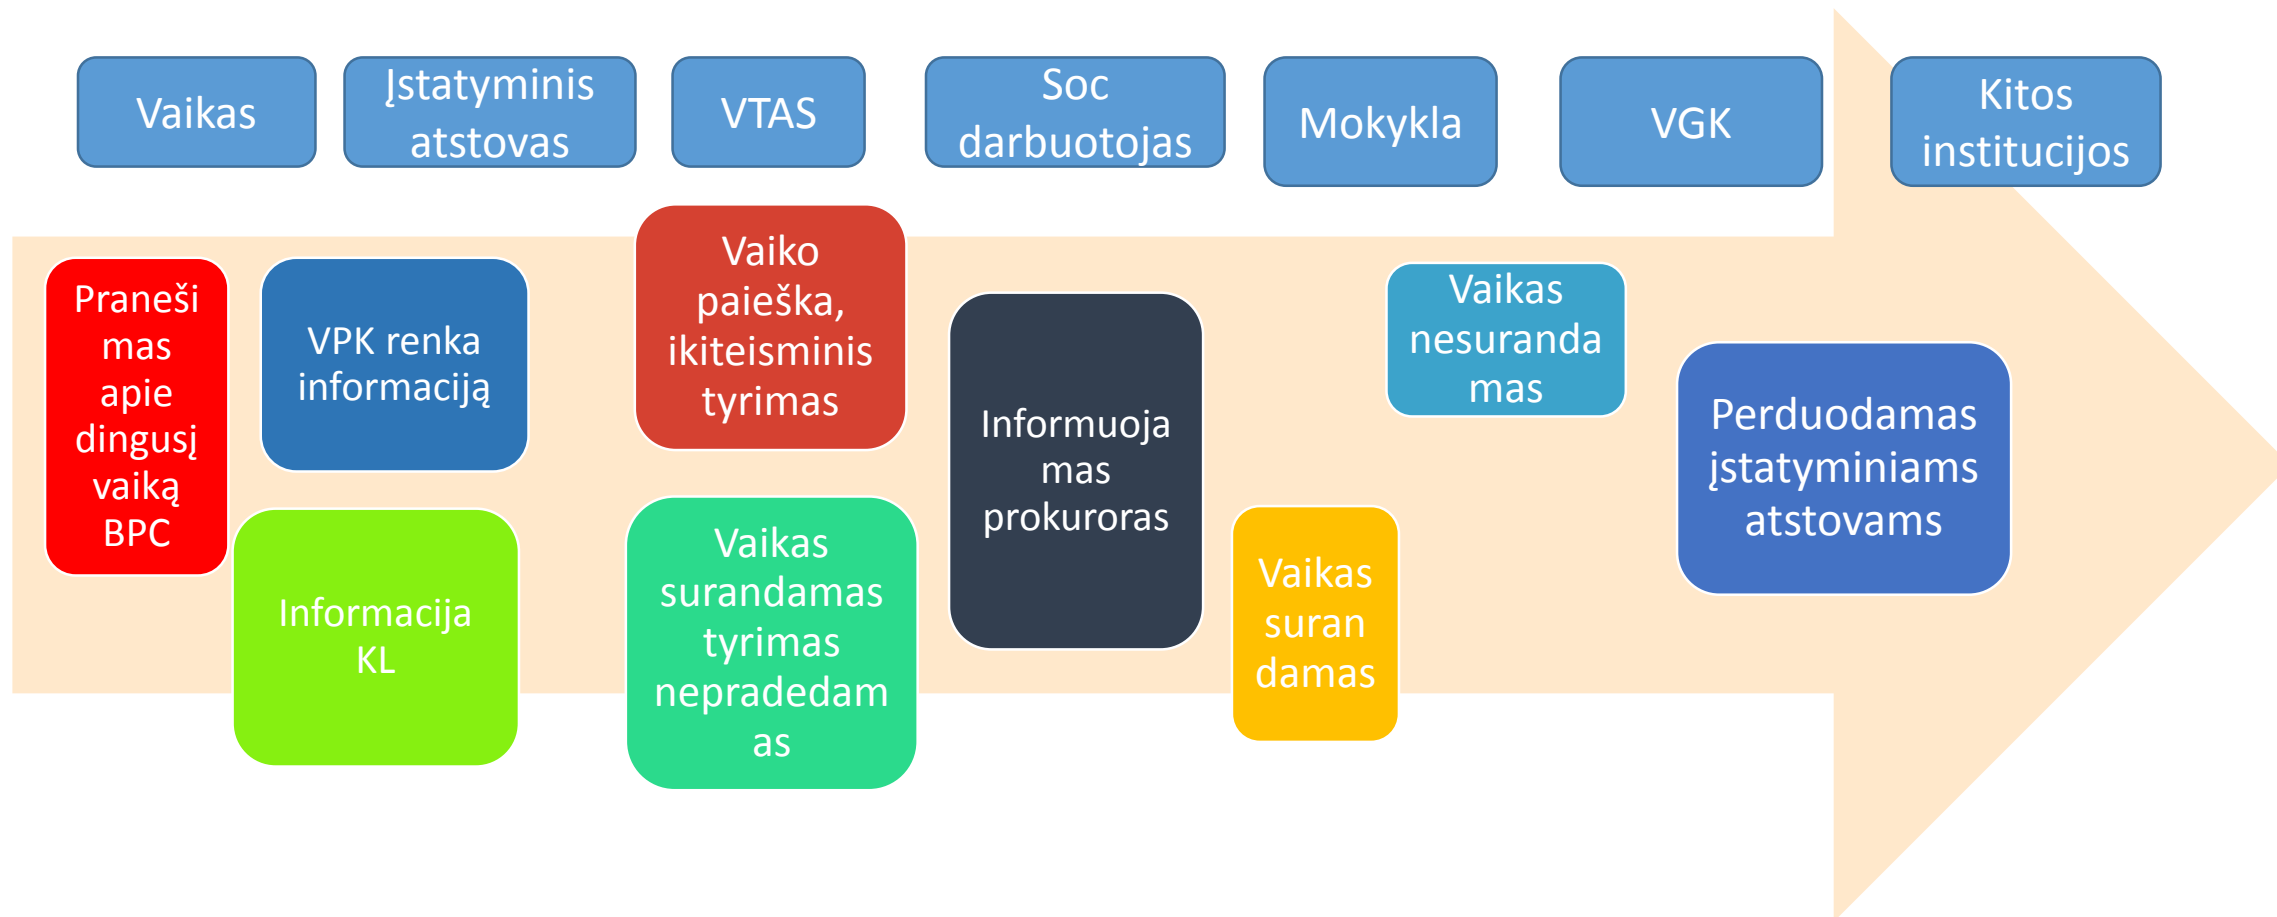 Vaikas
Įstatyminis
atstovas
VTAS
Soc
darbuotojas
Mokykla
VGK
Kitos
institucijos
Praneši
mas
apie
dingusį
vaiką
BPC
VPK renka
informaciją
Informacija
KL
Vaiko
paieška,
ikiteisminis
tyrimas
Vaikas
surandamas
tyrimas
nepradedam
as
Informuoja
mas
prokuroras
Vaikas
nesuranda
mas
Vaikas
suran
damas
Perduodamas
įstatyminiams
atstovams